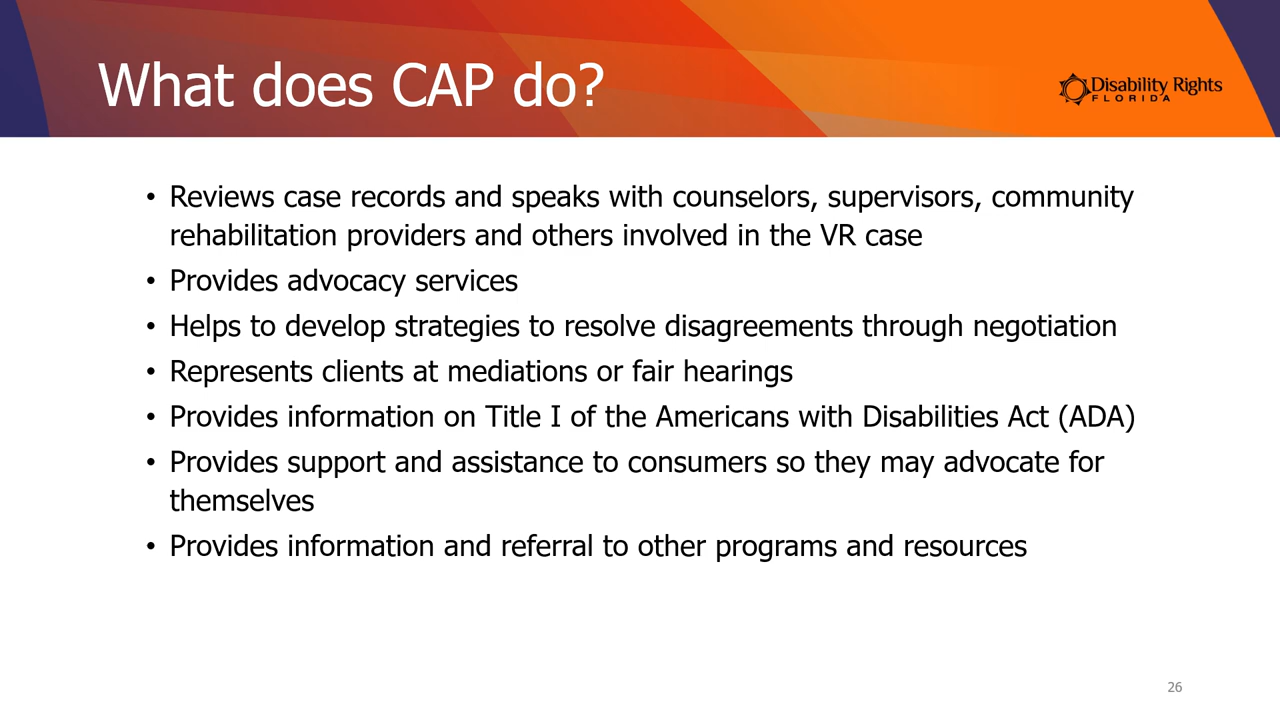 What does CAP do?
Disability Rights
FLORIDA
• Reviews case records and speaks with counselors, supervisors, community
rehabilitation providers and others involved in the VR case
• Provides advocacy services
• Helps to develop strategies to resolve disagreements through negotiation
• Represents clients at mediations or fair hearings
• Provides information on Title I of the Americans with Disabilities Act (ADA)
• Provides support and assistance to consumers so they may advocate for
themselves
• Provides information and referral to other programs and resources
26